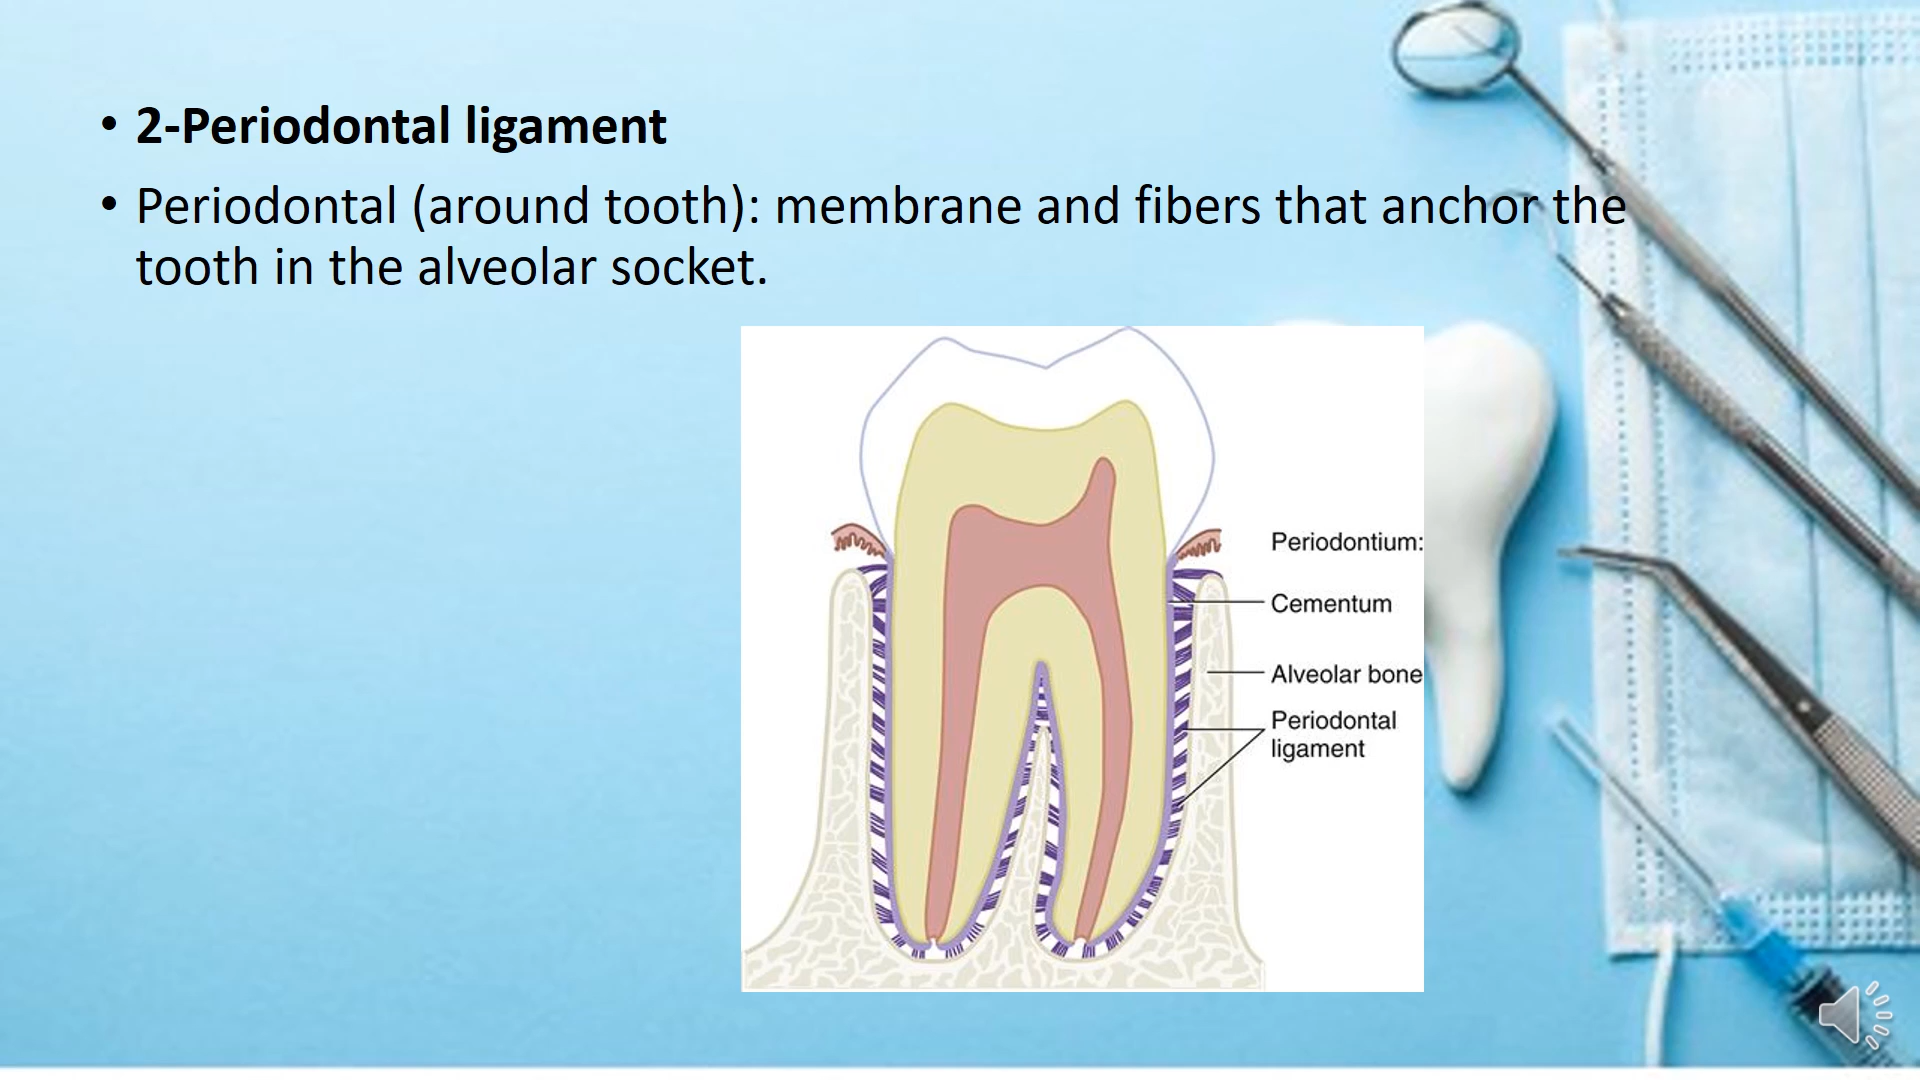 • 2-Periodontal ligament
• Periodontal (around tooth): membrane and fibers that anchor the
tooth in the alveolar socket.
Periodontium:
Cementum
Alveolar bone
Periodontal
ligament